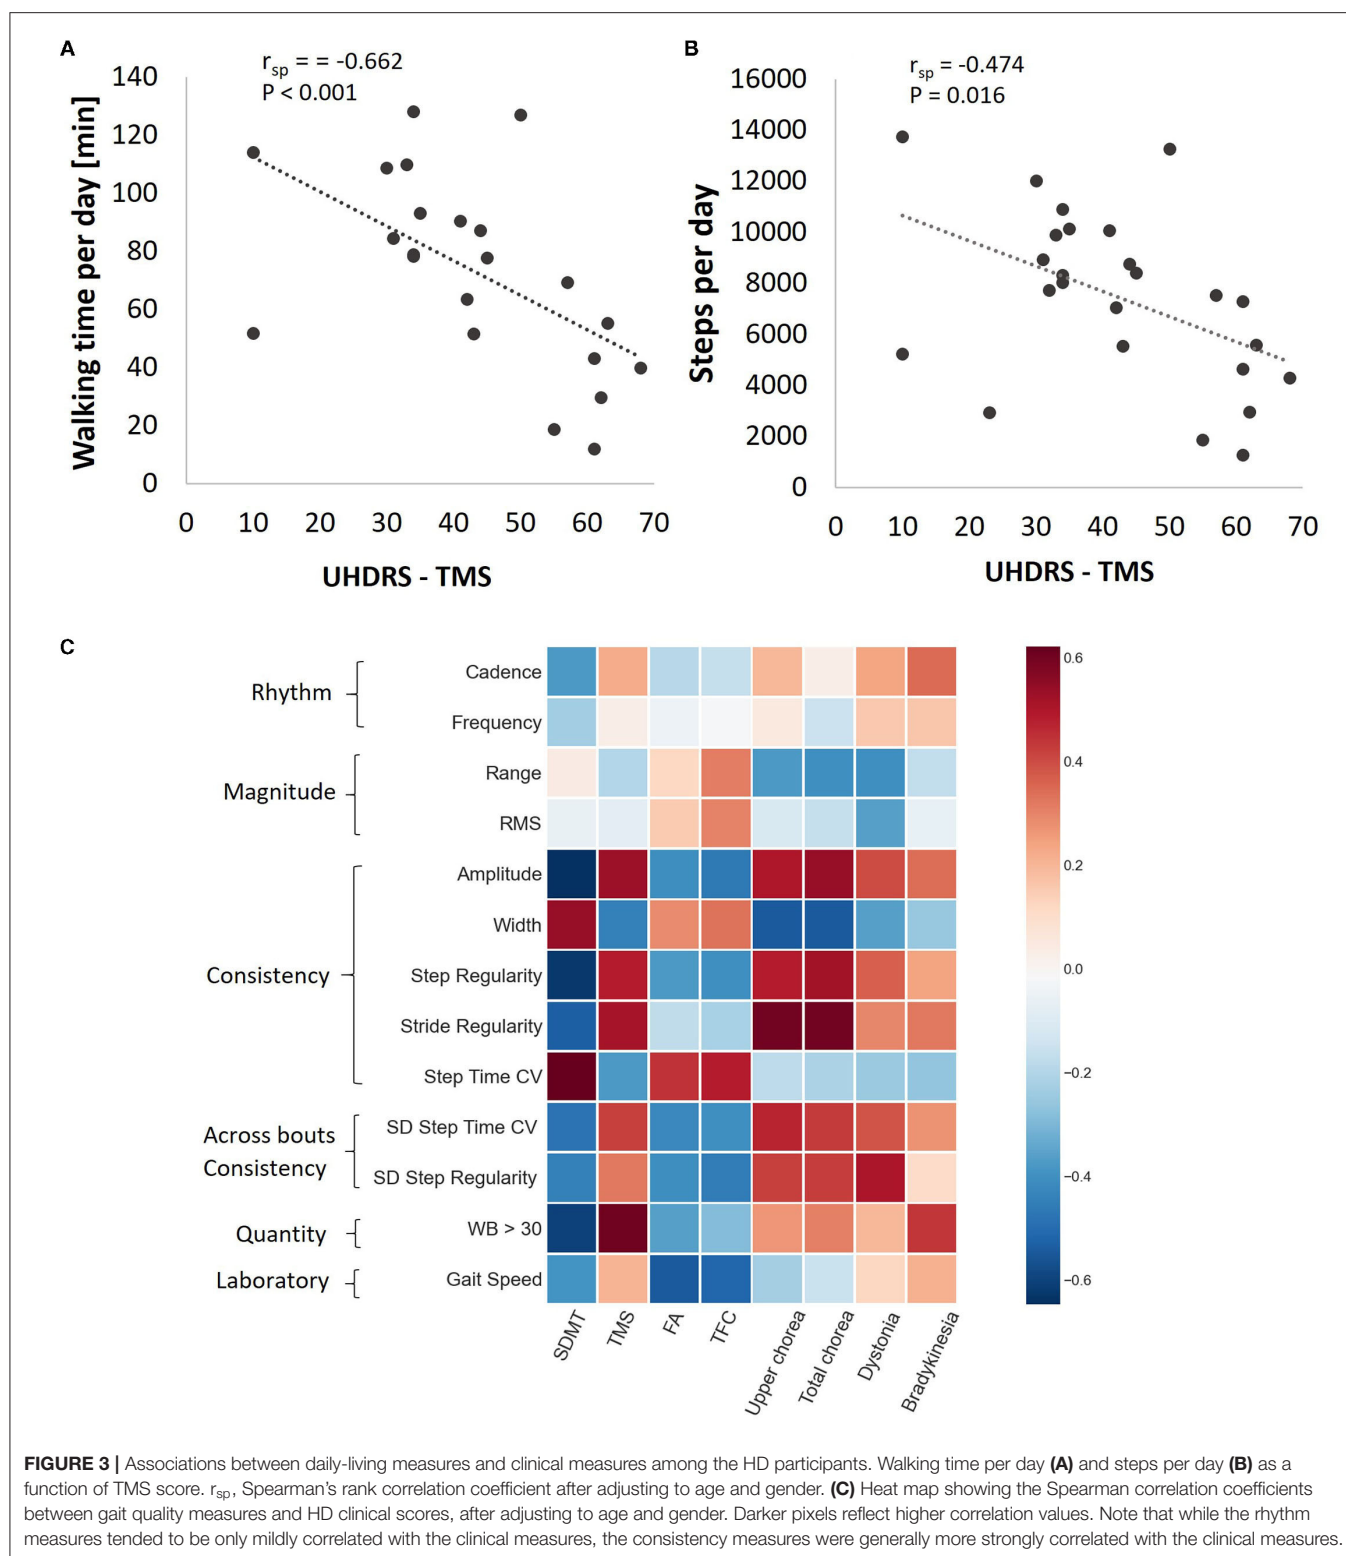 A
r_sp = = -0.662
P < 0.001
Walking time per day [min]
140
120
100
80
60
40
20
0
0 10 20 30 40 50 60 70
UHDRS - TMS
B
r_sp = -0.474
P = 0.016
Steps per day
16000
14000
12000
10000
8000
6000
4000
2000
0
0 10 20 30 40 50 60 70
UHDRS - TMS
C
Rhythm
Cadence
Frequency
Magnitude
Range
RMS
Consistency
Amplitude
Width
Step Regularity
Stride Regularity
Step Time CV
Across bouts
Consistency
SD Step Time CV
SD Step Regularity
Quantity
WB > 30
Laboratory
Gait Speed
SDMT
TMS
FA
TFC
Upper chorea
Total chorea
Dystonia
Bradykinesia
0.6
0.4
0.2
0.0
−0.2
−0.4
−0.6
FIGURE 3 | Associations between daily-living measures and clinical measures among the HD participants. Walking time per day (A) and steps per day (B) as a
function of TMS score. r_sp, Spearman's rank correlation coefficient after adjusting to age and gender. (C) Heat map showing the Spearman correlation coefficients
between gait quality measures and HD clinical scores, after adjusting to age and gender. Darker pixels reflect higher correlation values. Note that while the rhythm
measures tended to be only mildly correlated with the clinical measures, the consistency measures were generally more strongly correlated with the clinical measures.